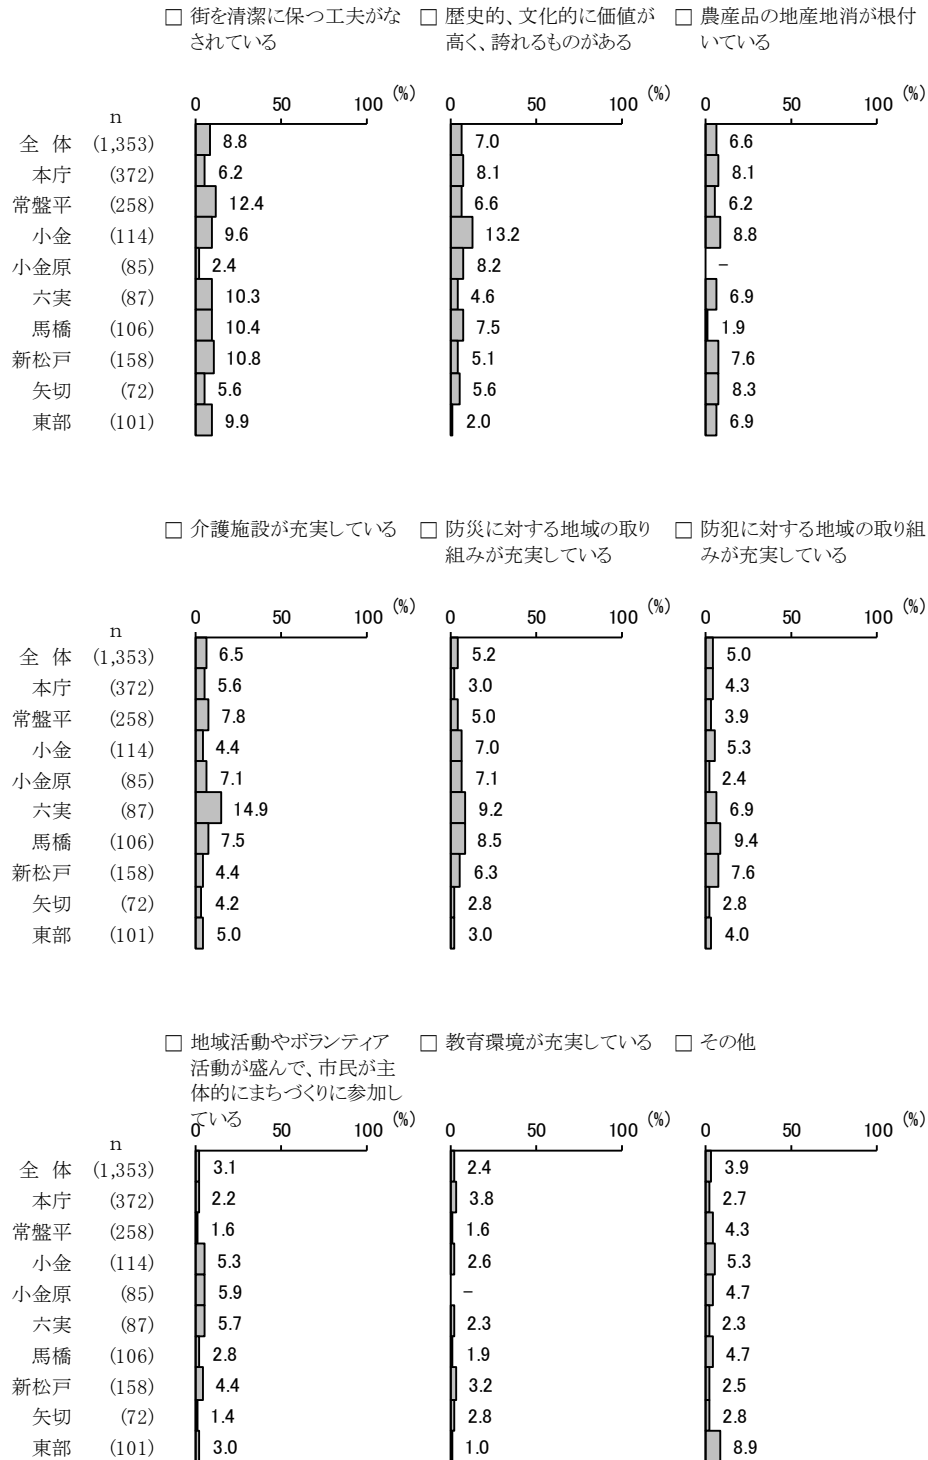 □ 街を清潔に保つ工夫がな
されている
□ 歴史的、文化的に価値が
高く、誇れるものがある
□ 農産品の地産地消が根付
いている
n 0 50 100 (%) 0 50 100 (%) 0 50 100 (%)
全 体 (1,353) 8.8 7.0 6.6
本庁 (372) 6.2 8.1 8.1
常盤平 (258) 12.4 6.6 6.2
小金 (114) 9.6 13.2 8.8
小金原 (85) 2.4 8.2 -
六実 (87) 10.3 4.6 6.9
馬橋 (106) 10.4 7.5 1.9
新松戸 (158) 10.8 5.1 7.6
矢切 (72) 5.6 5.6 8.3
東部 (101) 9.9 2.0 6.9
□ 介護施設が充実している
□ 防災に対する地域の取り
組みが充実している
□ 防犯に対する地域の取り組
みが充実している
n 0 50 100 (%) 0 50 100 (%) 0 50 100 (%)
全 体 (1,353) 6.5 5.2 5.0
本庁 (372) 5.6 3.0 4.3
常盤平 (258) 7.8 5.0 3.9
小金 (114) 4.4 7.0 5.3
小金原 (85) 7.1 7.1 2.4
六実 (87) 14.9 9.2 6.9
馬橋 (106) 7.5 8.5 9.4
新松戸 (158) 4.4 6.3 7.6
矢切 (72) 4.2 2.8 2.8
東部 (101) 5.0 3.0 4.0
□ 地域活動やボランティア
活動が盛んで、市民が主
体的にまちづくりに参加し
ている
□ 教育環境が充実している
□ その他
n 0 50 100 (%) 0 50 100 (%) 0 50 100 (%)
全 体 (1,353) 3.1 2.4 3.9
本庁 (372) 2.2 3.8 2.7
常盤平 (258) 1.6 1.6 4.3
小金 (114) 5.3 2.6 5.3
小金原 (85) 5.9 - 4.7
六実 (87) 5.7 2.3 2.3
馬橋 (106) 2.8 1.9 4.7
新松戸 (158) 4.4 3.2 2.5
矢切 (72) 1.4 2.8 2.8
東部 (101) 3.0 1.0 8.9